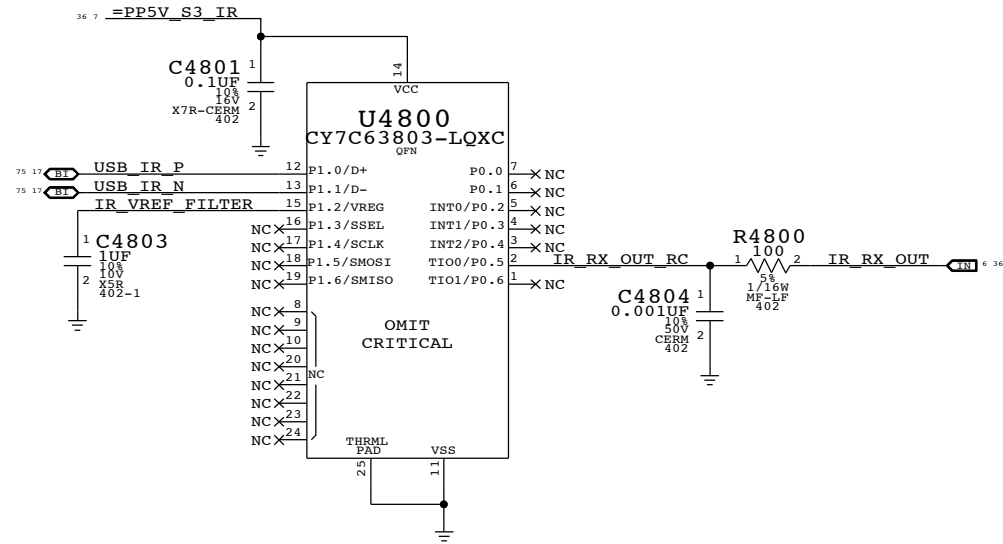 36 7 =PP5V_S3_IR
C4801 1
0.1UF
10%
16V
X7R-CERM 2
402
14
VCC
U4800
CY7C63803-LQXC
QFN
75 17 BI USB_IR_P 12 P1.0/D+ P0.0 7 NC
75 17 BI USB_IR_N 13 P1.1/D- P0.1 6 NC
IR_VREF_FILTER 15 P1.2/VREG INT0/P0.2 5 NC
NC 16 P1.3/SSEL INT1/P0.3 4 NC
NC 17 P1.4/SCLK INT2/P0.4 3 NC
NC 18 P1.5/SMOSI TIO0/P0.5 2 IR_RX_OUT_RC
NC 19 P1.6/SMISO TIO1/P0.6 1 NC
1 C4803
1UF
10%
10V
2 X5R
402-1
R4800
100
1 2 IR_RX_OUT IN 6 36
5%
1/16W
MF-LF
402
C4804 1
0.001UF
10%
50V
CERM 2
402
NC 8
NC 9
NC 10
NC 20
NC 21
NC 22
NC 23
NC 24
NC
OMIT
CRITICAL
THRML
PAD VSS
25 11